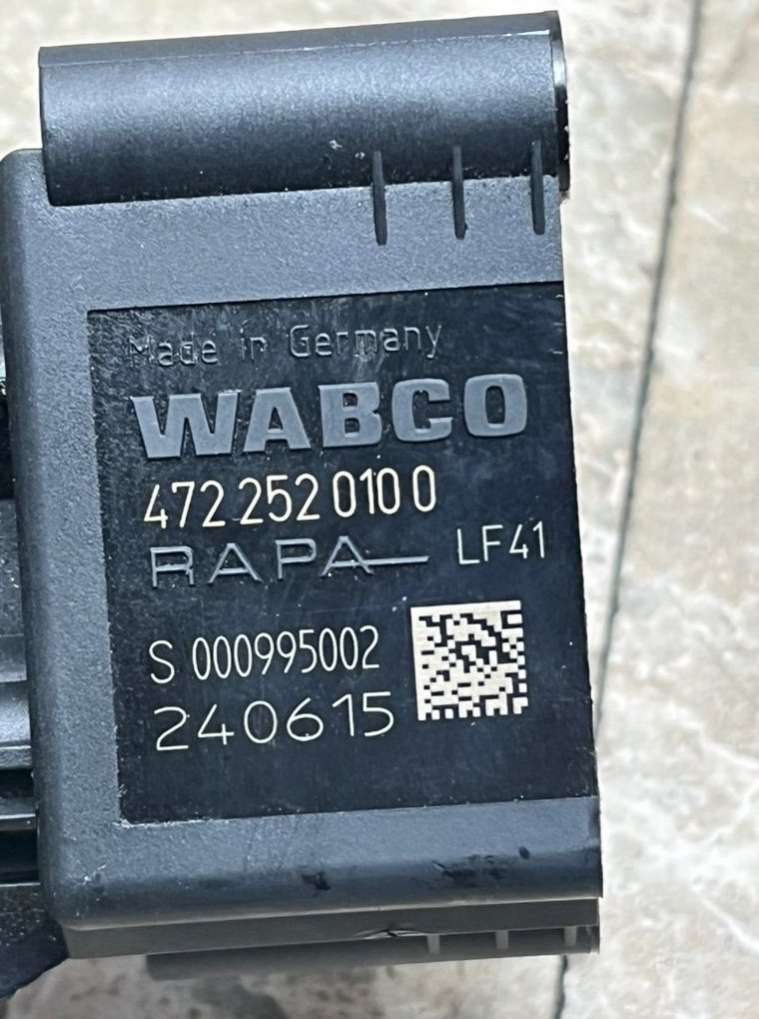 Made in Germany
WABCO
472 252 010 0
RAPA LF41
S 000995002
240615